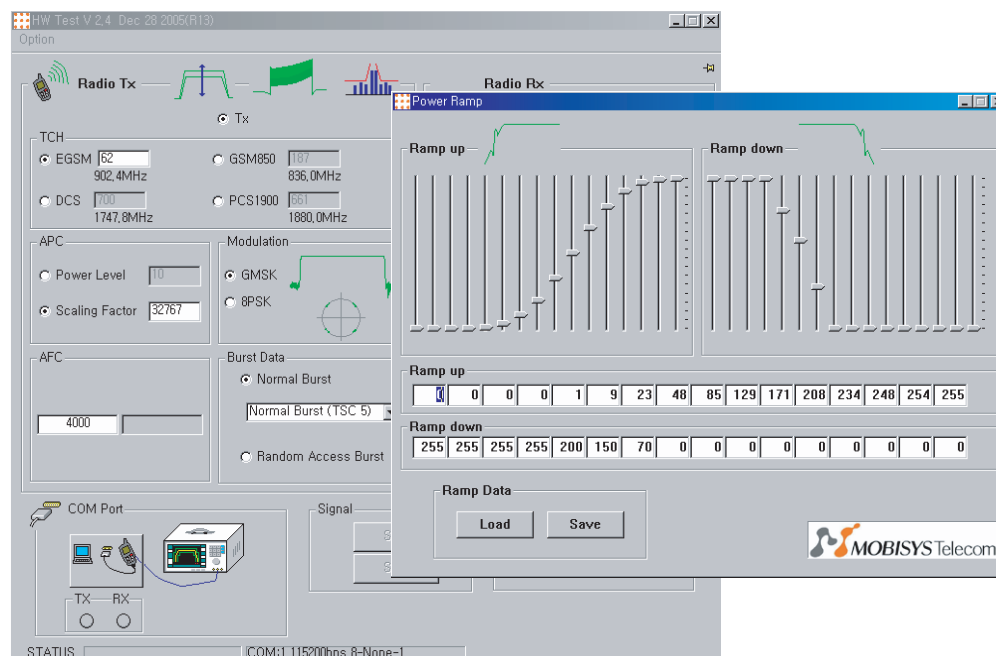 HW Test V 2,4 Dec 28 2005(R13)
Option
Radio Tx
Radio Rx
Tx
TCH
EGSM 62
902,4MHz
GSM850 187
836,0MHz
DCS 700
1747,8MHz
PCS1900 661
1880,0MHz
APC
Power Level 10
Scaling Factor 32767
Modulation
GMSK
8PSK
AFC
4000
Burst Data
Normal Burst
Normal Burst (TSC 5)
Random Access Burst
COM Port
TX RX
Signal
S
S
STATUS
COM:1 115200bps 8-None-1
Power Ramp
Ramp up
Ramp down
Ramp up
0 0 0 0 1 9 23 48 85 129 171 208 234 248 254 255
Ramp down
255 255 255 255 200 150 70 0 0 0 0 0 0 0 0 0
Ramp Data
Load Save
MOBISYS Telecom